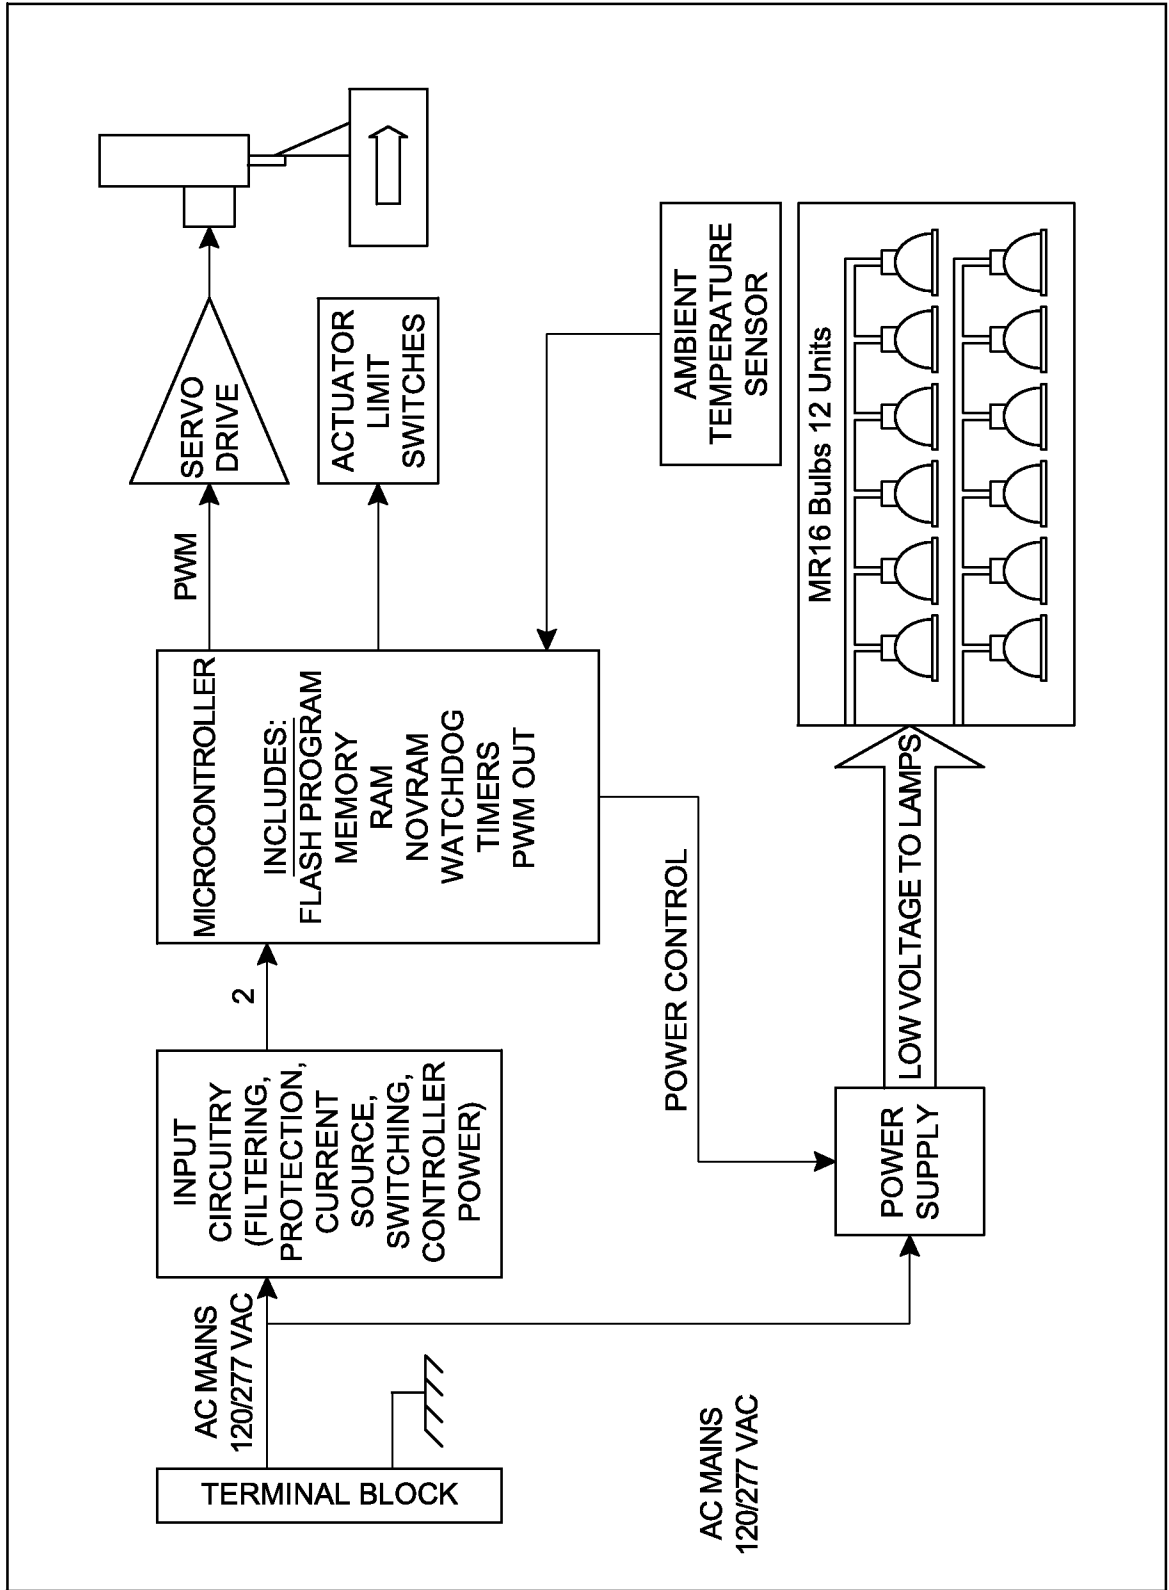 TERMINAL BLOCK
AC MAINS
120/277 VAC
INPUT
CIRCUITRY
(FILTERING,
PROTECTION,
CURRENT
SOURCE,
SWITCHING,
CONTROLLER
POWER)
2
MICROCONTROLLER
INCLUDES:
FLASH PROGRAM
MEMORY
RAM
NOVRAM
WATCHDOG
TIMERS
PWM OUT
PWM
SERVO
DRIVE
ACTUATOR
LIMIT
SWITCHES
AMBIENT
TEMPERATURE
SENSOR
POWER CONTROL
AC MAINS
120/277 VAC
POWER
SUPPLY
LOW VOLTAGE TO LAMPS
MR16 Bulbs 12 Units